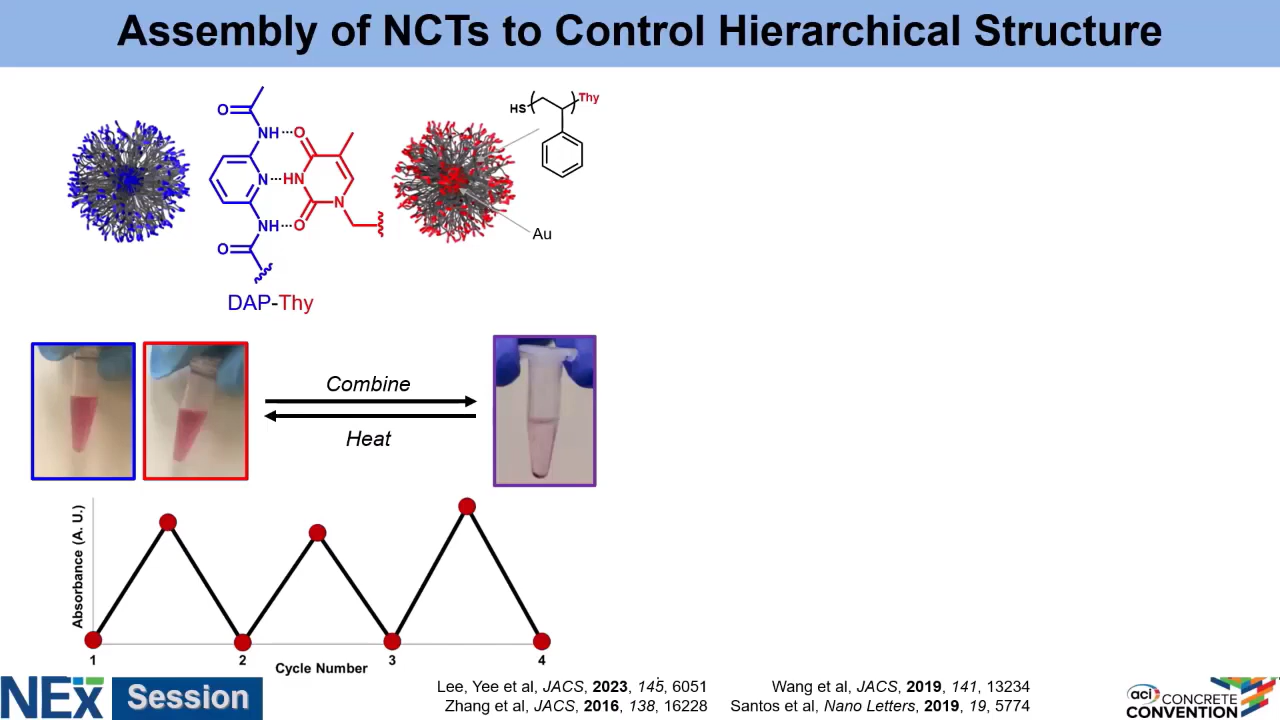 Assembly of NCTs to Control Hierarchical Structure
O
NH
O
N
HN
N
NH
O
O
DAP-Thy
HS
Thy
Au
Combine
Heat
Absorbance (A. U.)
1
2
3
4
Cycle Number
NEx Session
Lee, Yee et al, JACS, 2023, 145, 6051
Zhang et al, JACS, 2016, 138, 16228
Wang et al, JACS, 2019, 141, 13234
Santos et al, Nano Letters, 2019, 19, 5774
aci CONCRETE
CONVENTION